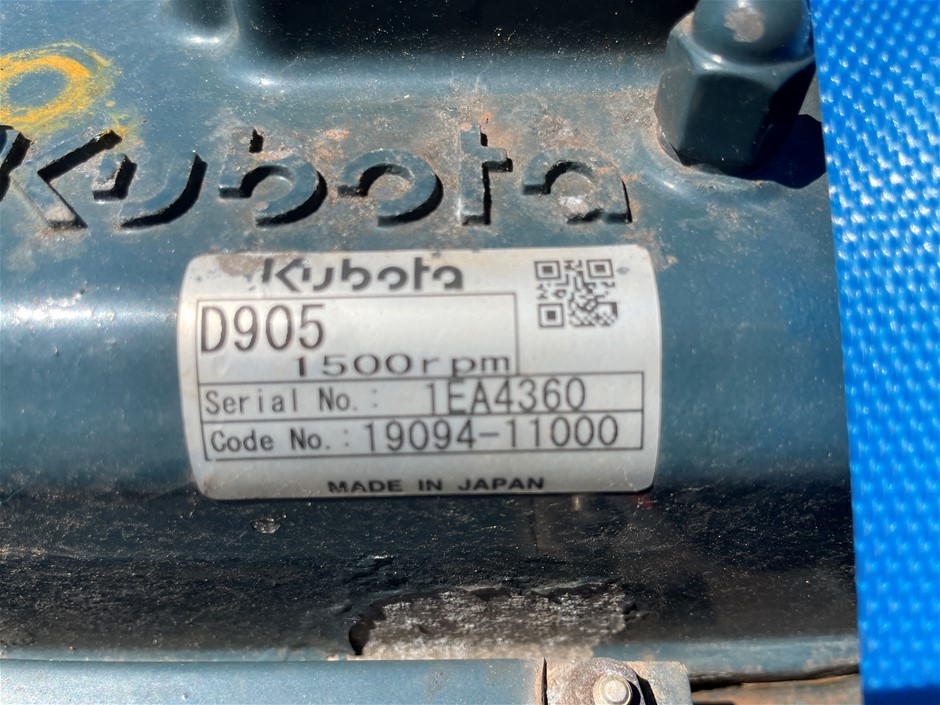 Kubota
Kubota
D905
1500rpm
Serial No.: 1EA4360
Code No.: 19094-11000
MADE IN JAPAN